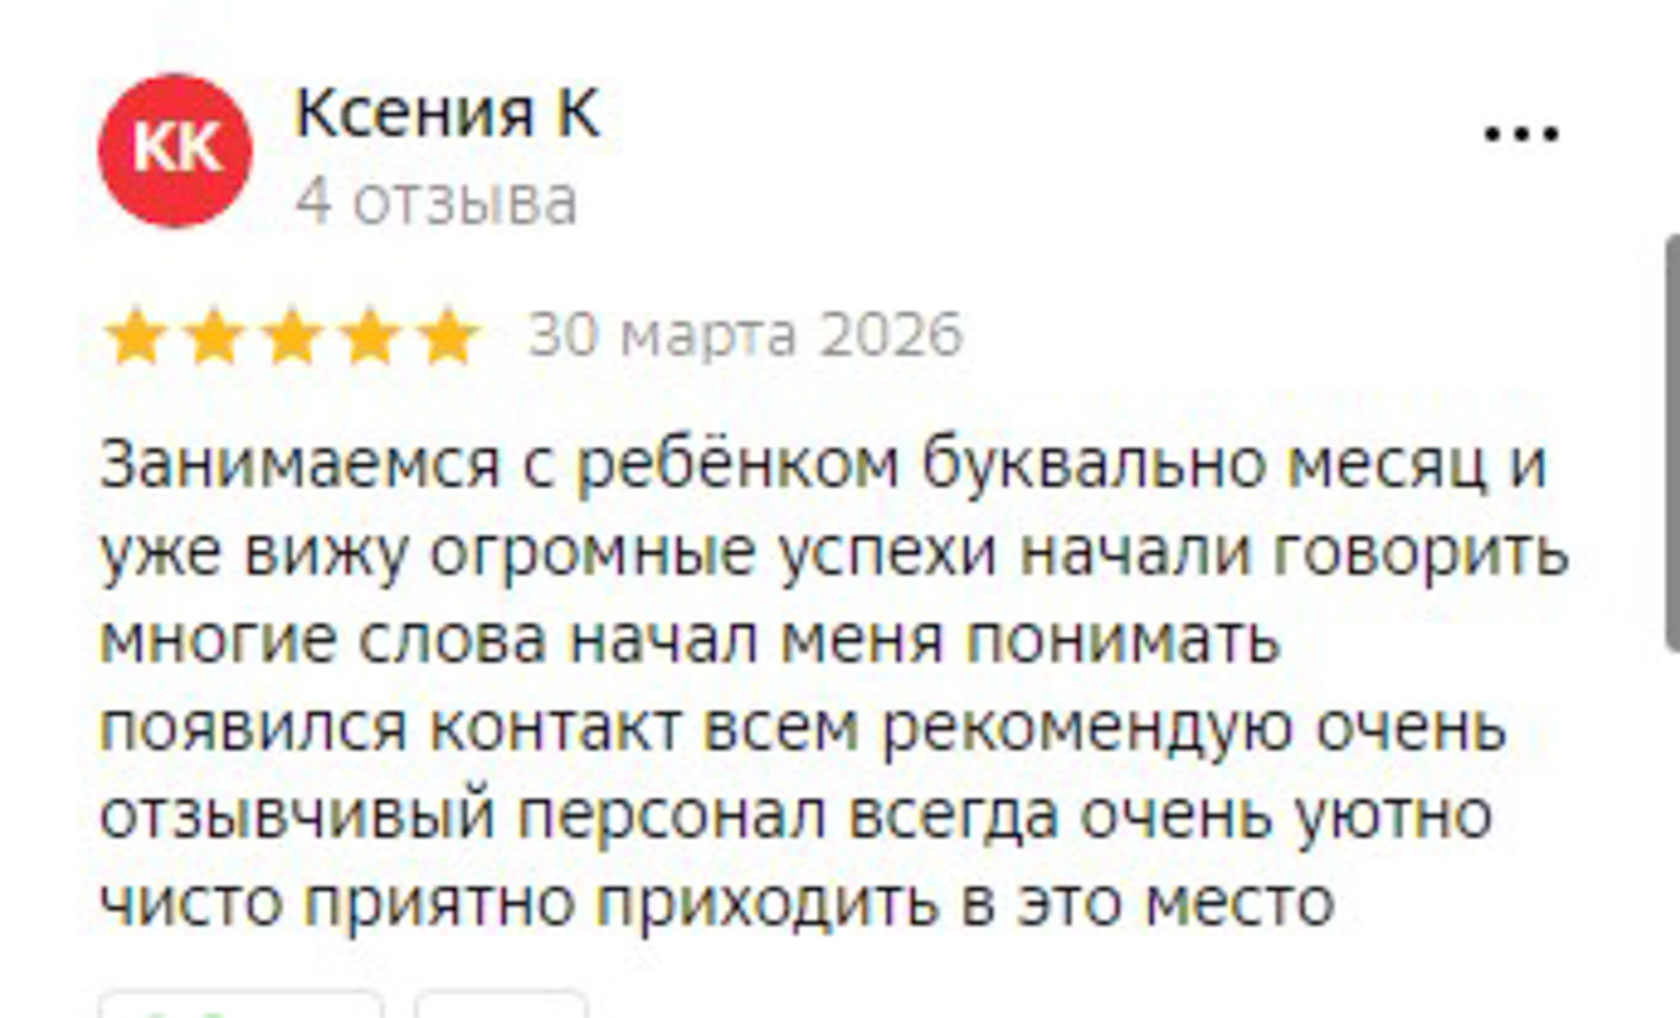 КК
Ксения К
4 отзыва
30 марта 2026
Занимаемся с ребёнком буквально месяц и
уже вижу огромные успехи начали говорить
многие слова начал меня понимать
появился контакт всем рекомендую очень
отзывчивый персонал всегда очень уютно
чисто приятно приходить в это место